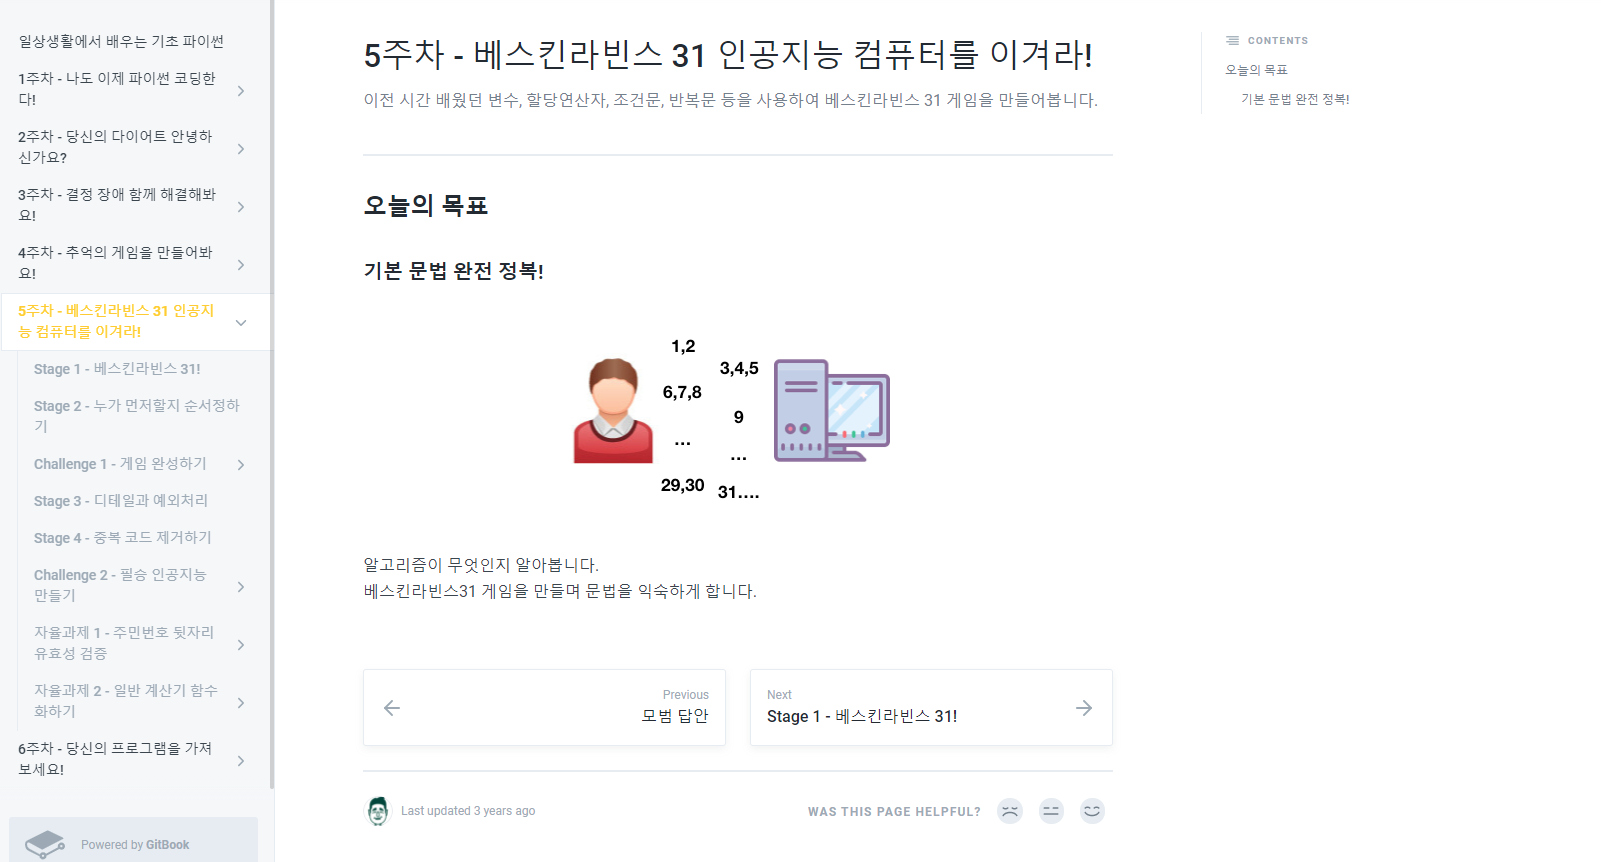 일상생활에서 배우는 기초 파이썬
1주차 - 나도 이제 파이썬 코딩한
다!
2주차 - 당신의 다이어트 안녕하
신가요?
3주차 - 결정 장애 함께 해결해봐
요!
4주차 - 추억의 게임을 만들어봐
요!
5주차 - 베스킨라빈스 31 인공지
능 컴퓨터를 이겨라!
Stage 1 - 베스킨라빈스 31!
Stage 2 - 누가 먼저할지 순서정하
기
Challenge 1 - 게임 완성하기
Stage 3 - 디테일과 예외처리
Stage 4 - 중복 코드 제거하기
Challenge 2 - 필승 인공지능
만들기
자율과제 1 - 주민번호 뒷자리
유효성 검증
자율과제 2 - 일반 계산기 함수
화하기
6주차 - 당신의 프로그램을 가져
보세요!
Powered by GitBook
5주차 - 베스킨라빈스 31 인공지능 컴퓨터를 이겨라!
이전 시간 배웠던 변수, 할당연산자, 조건문, 반복문 등을 사용하여 베스킨라빈스 31 게임을 만들어봅니다.
오늘의 목표
기본 문법 완전 정복!
1,2
3,4,5
6,7,8
9
...
...
29,30
31....
알고리즘이 무엇인지 알아봅니다.
베스킨라빈스31 게임을 만들며 문법을 익숙하게 합니다.
Previous
모범 답안
Next
Stage 1 - 베스킨라빈스 31!
Last updated 3 years ago
WAS THIS PAGE HELPFUL?
CONTENTS
오늘의 목표
기본 문법 완전 정복!